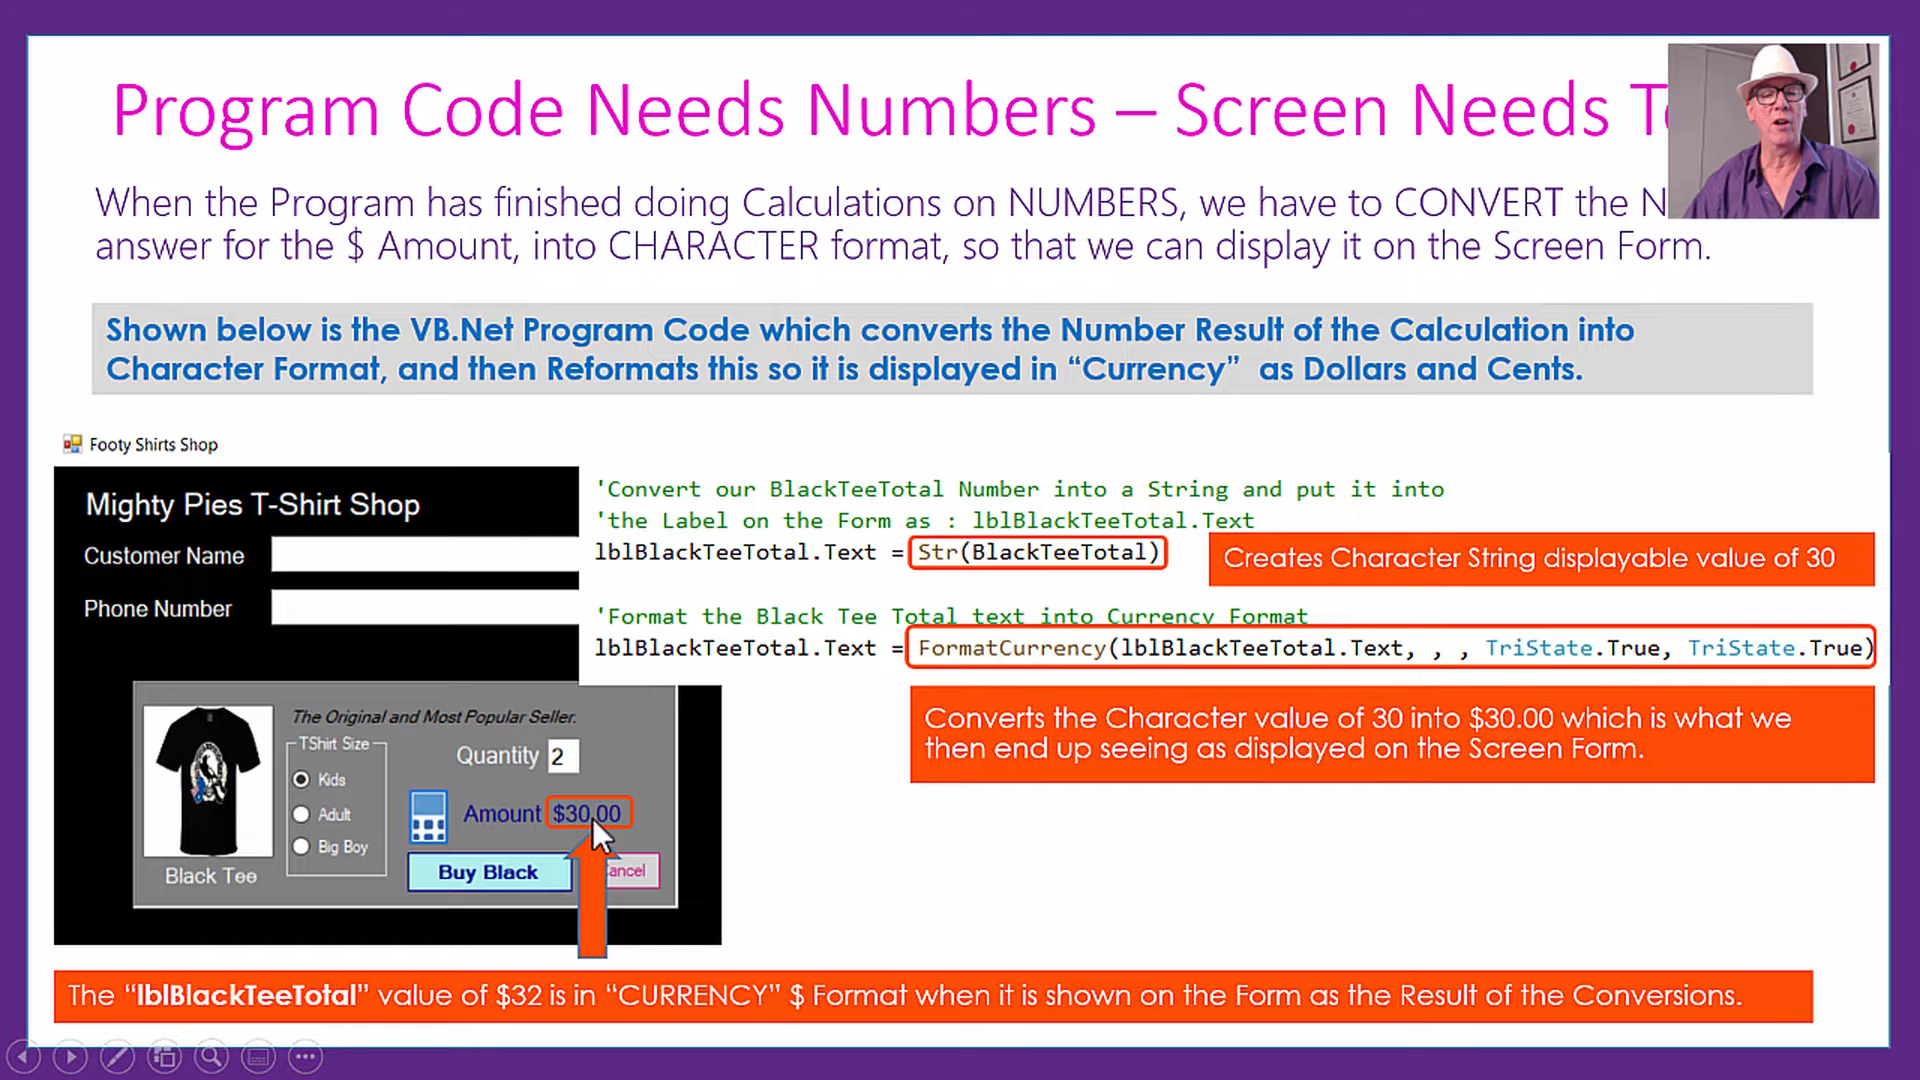 Program Code Needs Numbers – Screen Needs
When the Program has finished doing Calculations on NUMBERS, we have to CONVERT the
answer for the $ Amount, into CHARACTER format, so that we can display it on the Screen Form.
Shown below is the VB.Net Program Code which converts the Number Result of the Calculation into
Character Format, and then Reformats this so it is displayed in “Currency” as Dollars and Cents.
Footy Shirts Shop
Mighty Pies T-Shirt Shop
Customer Name
Phone Number
'Convert our BlackTeeTotal Number into a String and put it into
'the Label on the Form as : lblBlackTeeTotal.Text
lblBlackTeeTotal.Text = Str(BlackTeeTotal)
Creates Character String displayable value of 30
'Format the Black Tee Total text into Currency Format
lblBlackTeeTotal.Text = FormatCurrency(lblBlackTeeTotal.Text, , , TriState.True, TriState.True)
Converts the Character value of 30 into $30.00 which is what we
then end up seeing as displayed on the Screen Form.
The Original and Most Popular Seller.
TShirt Size
Kids
Adult
Big Boy
Quantity 2
Amount $30.00
Buy Black
Black Tee
The “lblBlackTeeTotal” value of $32 is in “CURRENCY” $ Format when it is shown on the Form as the Result of the Conversions.